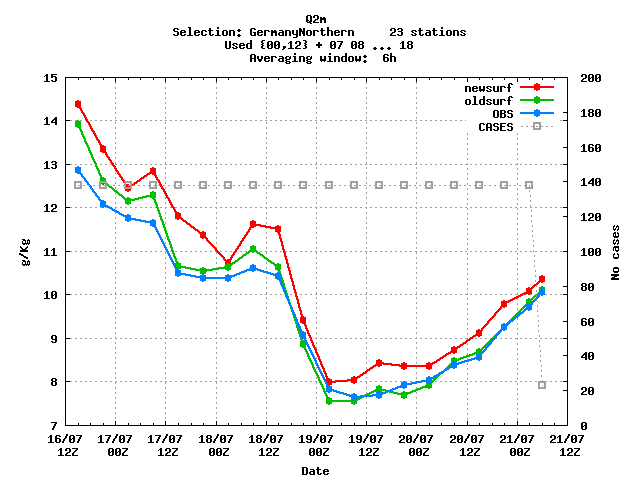 Q2m
Selection: GermanyNorthern 23 stations
Used {00,12} + 07 08 ... 18
Averaging window: 6h
newsurf
oldsurf
OBS
CASES
15
14
13
12
11
10
9
8
7
g/Kg
200
180
160
140
120
100
80
60
40
20
0
No cases
16/07 17/07 17/07 18/07 18/07 19/07 19/07 20/07 20/07 21/07 21/07
12Z 00Z 12Z 00Z 12Z 00Z 12Z 00Z 12Z 00Z 12Z
Date